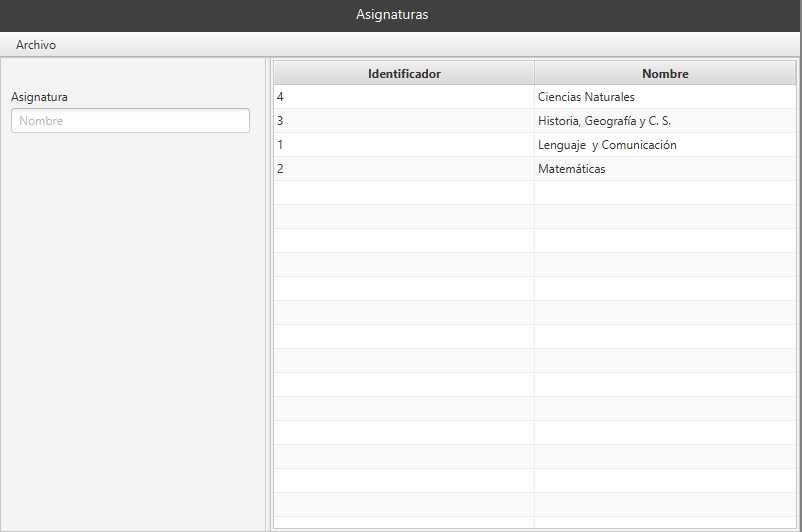 Asignaturas
Archivo
Asignatura
Nombre
Identificador Nombre
4 Ciencias Naturales
3 Historia, Geografía y C. S.
1 Lenguaje  y Comunicación
2 Matemáticas